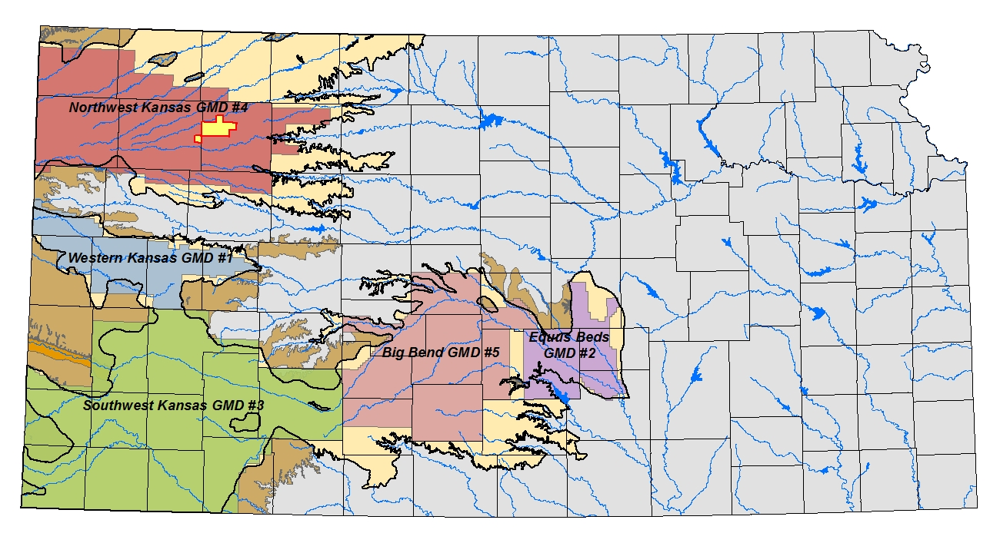 Northwest Kansas GMD #4
Western Kansas GMD #1
Equus Beds
GMD #2
Big Bend GMD #5
Southwest Kansas GMD #3